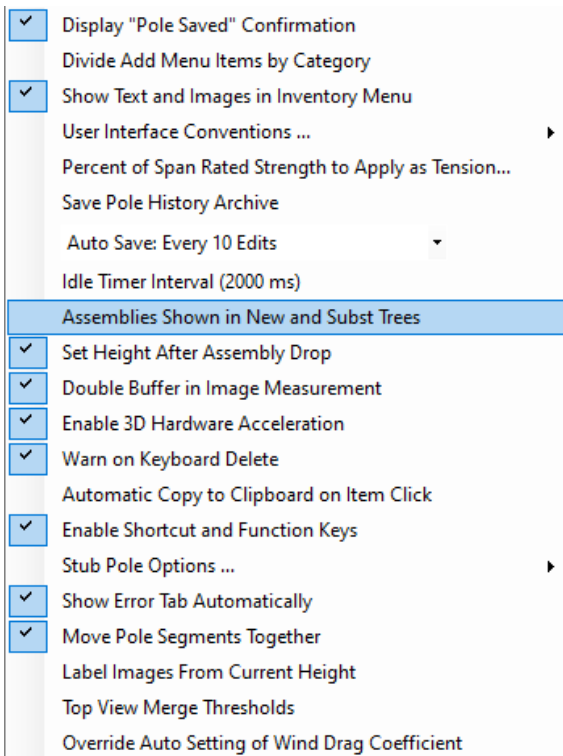 Display "Pole Saved" Confirmation
Divide Add Menu Items by Category
Show Text and Images in Inventory Menu
User Interface Conventions ...
Percent of Span Rated Strength to Apply as Tension...
Save Pole History Archive
Auto Save: Every 10 Edits
Idle Timer Interval (2000 ms)
Assemblies Shown in New and Subst Trees
Set Height After Assembly Drop
Double Buffer in Image Measurement
Enable 3D Hardware Acceleration
Warn on Keyboard Delete
Automatic Copy to Clipboard on Item Click
Enable Shortcut and Function Keys
Stub Pole Options ...
Show Error Tab Automatically
Move Pole Segments Together
Label Images From Current Height
Top View Merge Thresholds
Override Auto Setting of Wind Drag Coefficient